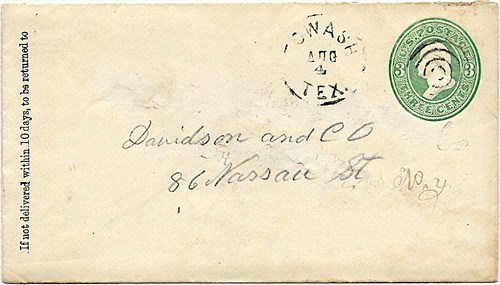 If not delivered within 10 days, to be returned to
OWASH
AUG
4
TEX.
U.S. POSTAGE
3 3
THREE CENTS
Davidson and CO
86 Nassau St
N.y